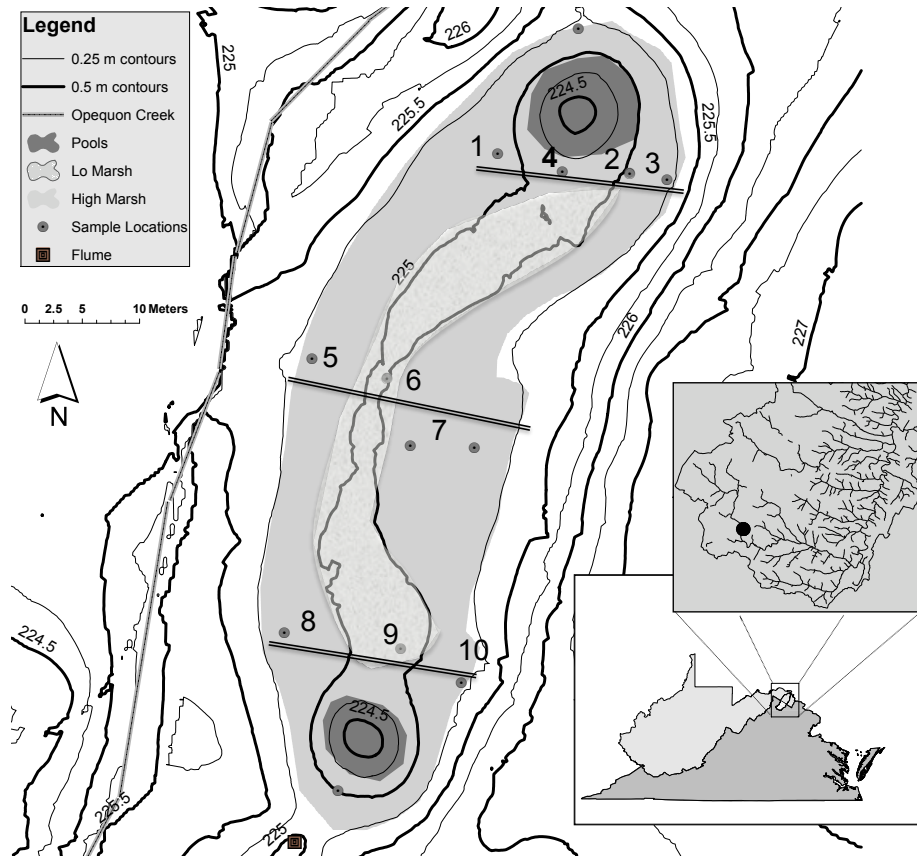 Legend
0.25 m contours
0.5 m contours
Opequon Creek
Pools
Lo Marsh
High Marsh
Sample Locations
Flume
0 2.5 5 10 Meters
N
225
226
225.5
224.5
225.5
1
4
2
3
225
226
227
5
6
7
8
9
10
224.5
224.5
225.5
225